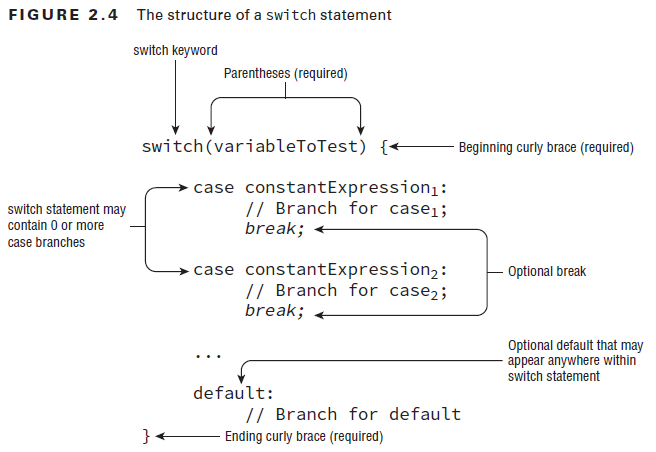 FIGURE 2.4 The structure of a switch statement
switch keyword
Parentheses (required)
switch(variableToTest) {
Beginning curly brace (required)
case constantExpression₁:
// Branch for case₁;
break;
switch statement may
contain 0 or more
case branches
case constantExpression₂:
// Branch for case₂;
break;
Optional break
...
Optional default that may
appear anywhere within
switch statement
default:
// Branch for default
}
Ending curly brace (required)